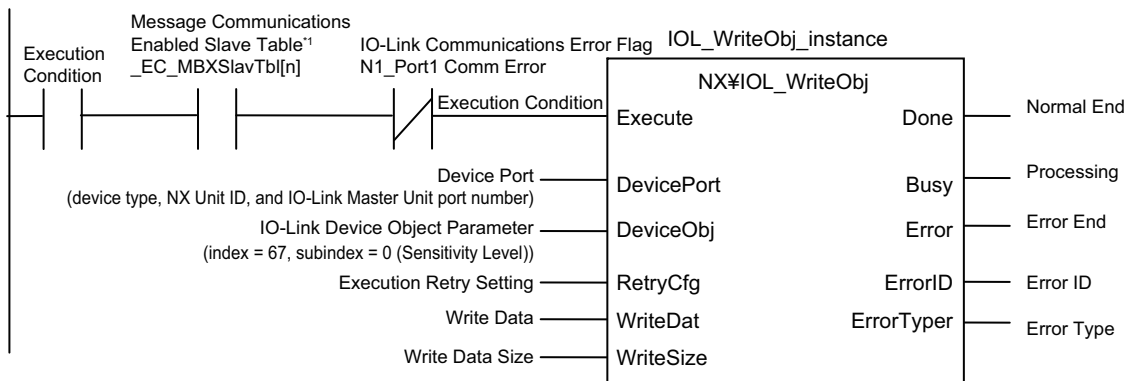 Message Communications
Enabled Slave Table*1
_EC_MBXSlavTbl[n]
Execution
Condition
IO-Link Communications Error Flag
N1_Port1 Comm Error
IOL_WriteObj_instance
NX¥IOL_WriteObj
Execution Condition
Execute
Done
Normal End
Device Port
(device type, NX Unit ID, and IO-Link Master Unit port number)
DevicePort
Busy
Processing
IO-Link Device Object Parameter
(index = 67, subindex = 0 (Sensitivity Level))
DeviceObj
Error
Error End
Execution Retry Setting
RetryCfg
ErrorID
Error ID
Write Data
WriteDat
ErrorTyper
Error Type
Write Data Size
WriteSize